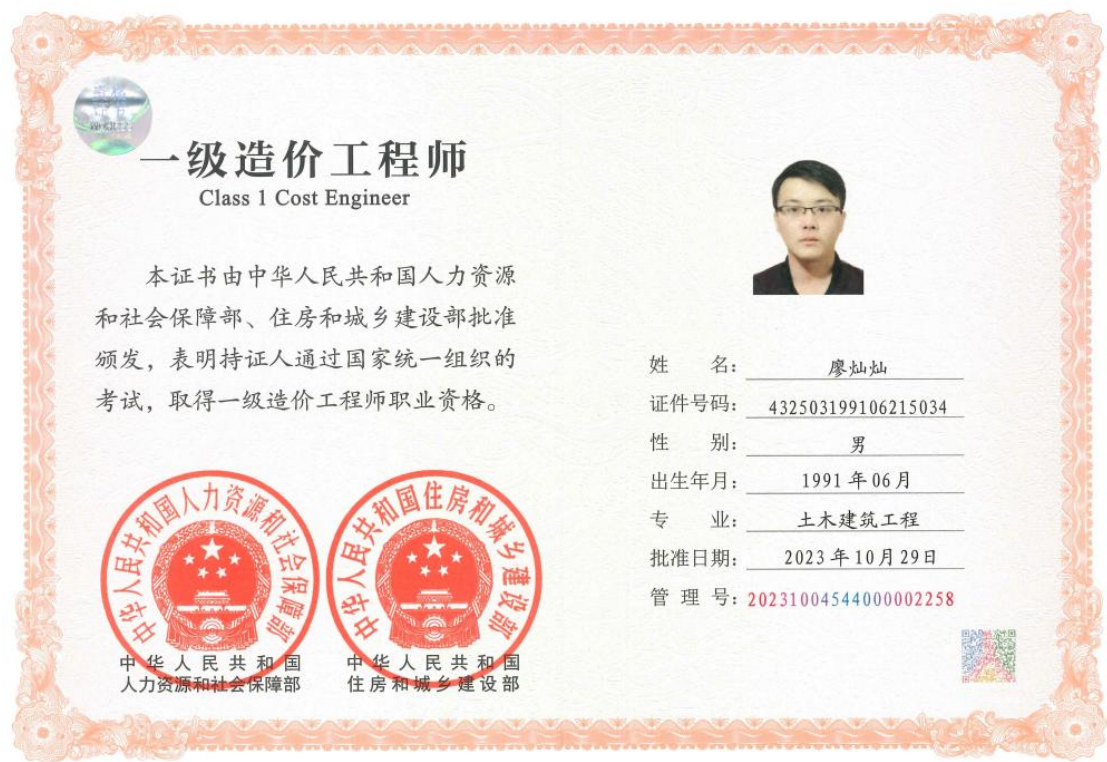 一级造价工程师
Class 1 Cost Engineer
本证书由中华人民共和国人力资源
和社会保障部、住房和城乡建设部批准
颁发，表明持证人通过国家统一组织的
考试，取得一级造价工程师职业资格。
中华人民共和国人力资源和社会保障部
中华人民共和国住房和城乡建设部
中华人民共和国
人力资源和社会保障部
中华人民共和国
住房和城乡建设部
姓 名：廖灿灿
证件号码：432503199106215034
性 别：男
出生年月：1991年06月
专 业：土木建筑工程
批准日期：2023年10月29日
管 理 号：20231004544000002258